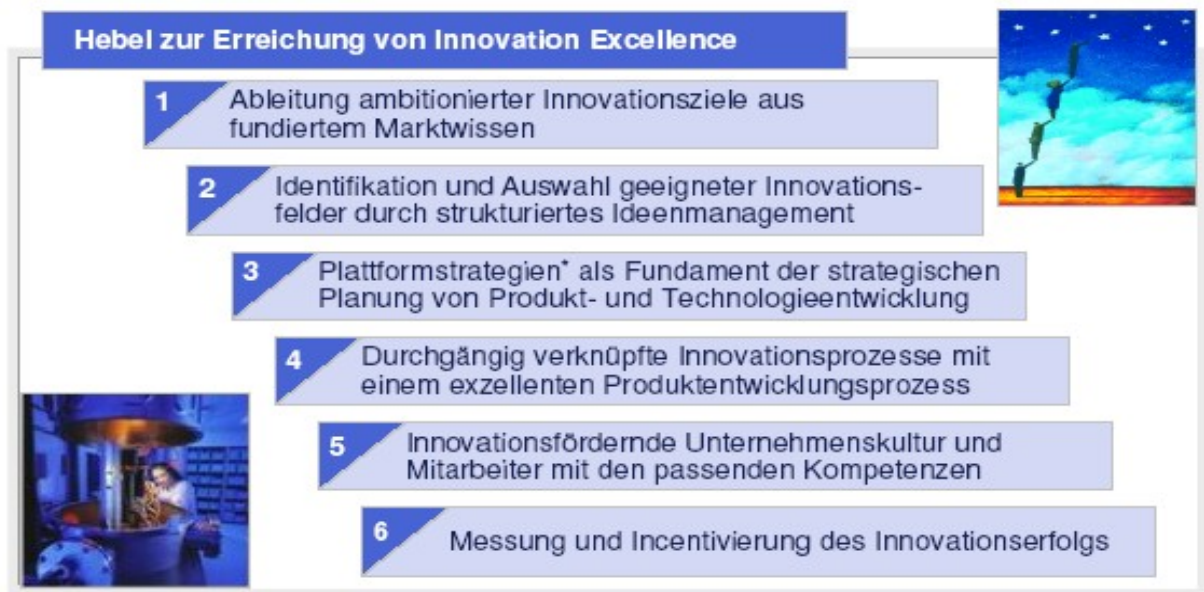 Hebel zur Erreichung von Innovation Excellence
1 Ableitung ambitionierter Innovationsziele aus
fundiertem Marktwissen
2 Identifikation und Auswahl geeigneter Innovations-
felder durch strukturiertes Ideenmanagement
3 Plattformstrategien* als Fundament der strategischen
Planung von Produkt- und Technologieentwicklung
4 Durchgängig verknüpfte Innovationsprozesse mit
einem exzellenten Produktentwicklungsprozess
5 Innovationsfördernde Unternehmenskultur und
Mitarbeiter mit den passenden Kompetenzen
6 Messung und Incentivierung des Innovationserfolgs